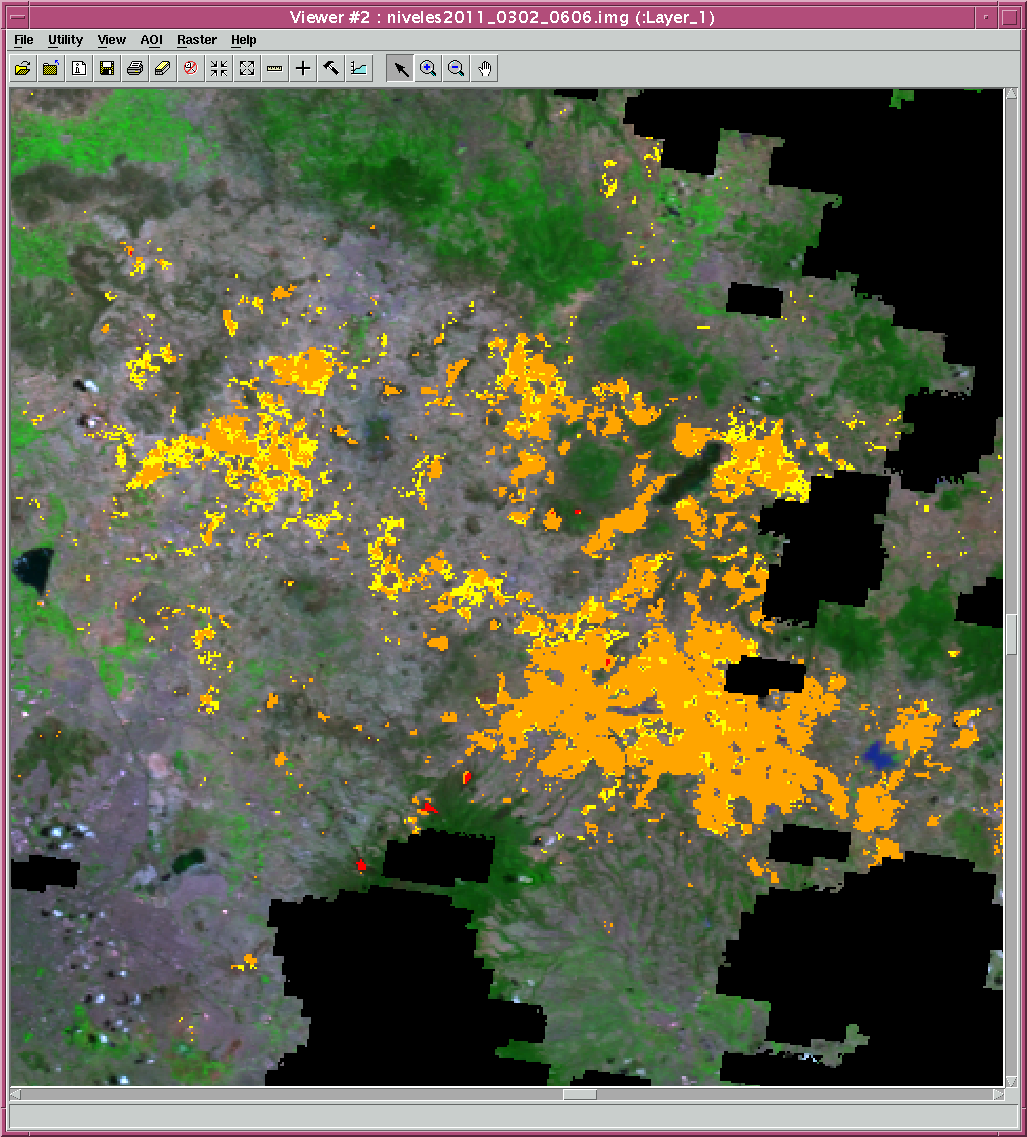 Viewer #2 : niveles2011_0302_0606.img (:Layer_1)
File Utility View AOI Raster Help